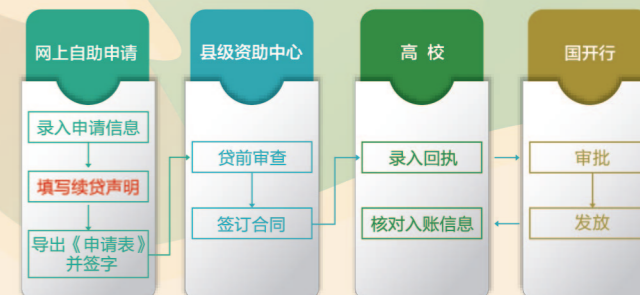 网上自助申请
录入申请信息
填写续贷声明
导出《申请表》
并签字
县级资助中心
贷前审查
签订合同
高 校
录入回执
核对入账信息
国开行
审批
发放